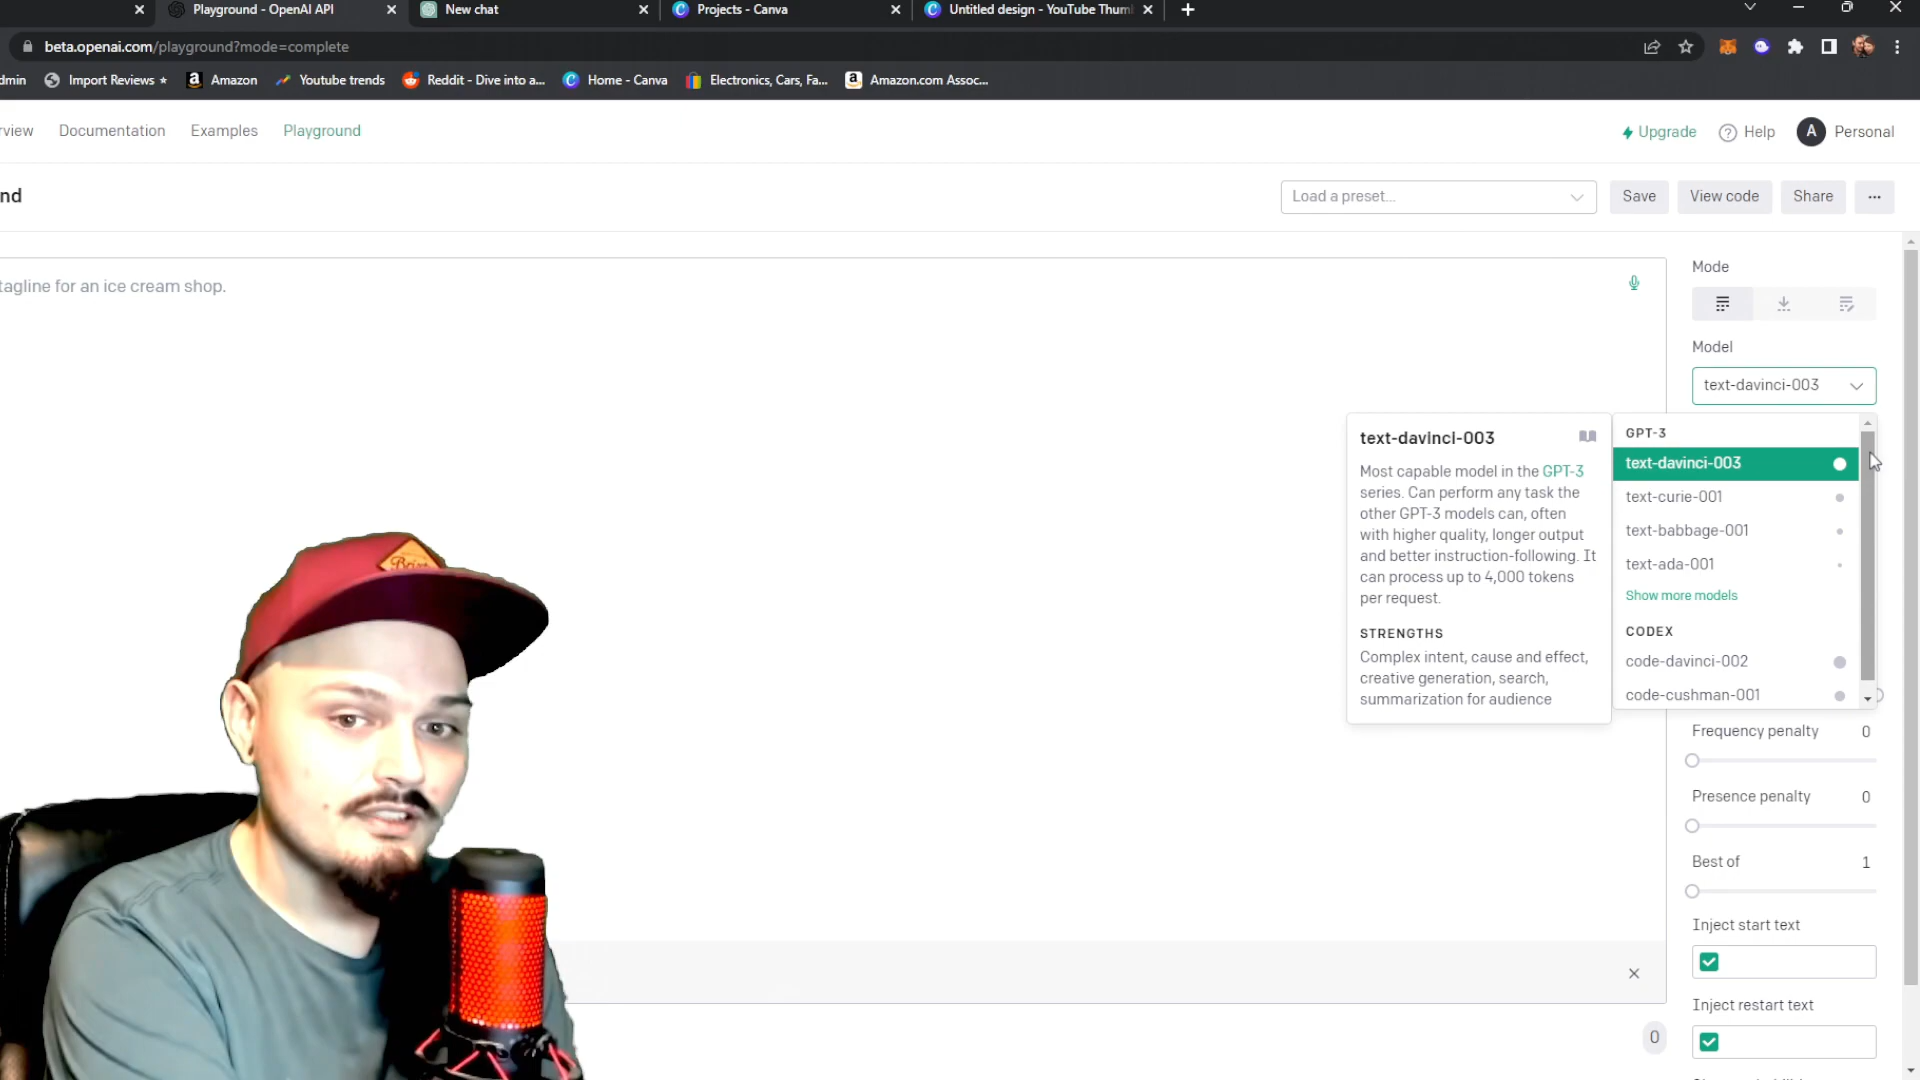 Playground - OpenAI API
New chat
Projects - Canva
Untitled design - YouTube Thum
beta.openai.com/playground?mode=complete
dmin
Import Reviews ★
Amazon
Youtube trends
Reddit - Dive into a...
Home - Canva
Electronics, Cars, Fa...
Amazon.com Assoc...
rview
Documentation
Examples
Playground
Upgrade
Help
A
Personal
nd
Load a preset...
Save
View code
Share
...
tagline for an ice cream shop.
Mode
Model
text-davinci-003
text-davinci-003
Most capable model in the GPT-3
series. Can perform any task the
other GPT-3 models can, often
with higher quality, longer output
and better instruction-following. It
can process up to 4,000 tokens
per request.
STRENGTHS
Complex intent, cause and effect,
creative generation, search,
summarization for audience
GPT-3
text-davinci-003
text-curie-001
text-babbage-001
text-ada-001
Show more models
CODEX
code-davinci-002
code-cushman-001
Frequency penalty 0
Presence penalty 0
Best of 1
Inject start text
Inject restart text
0